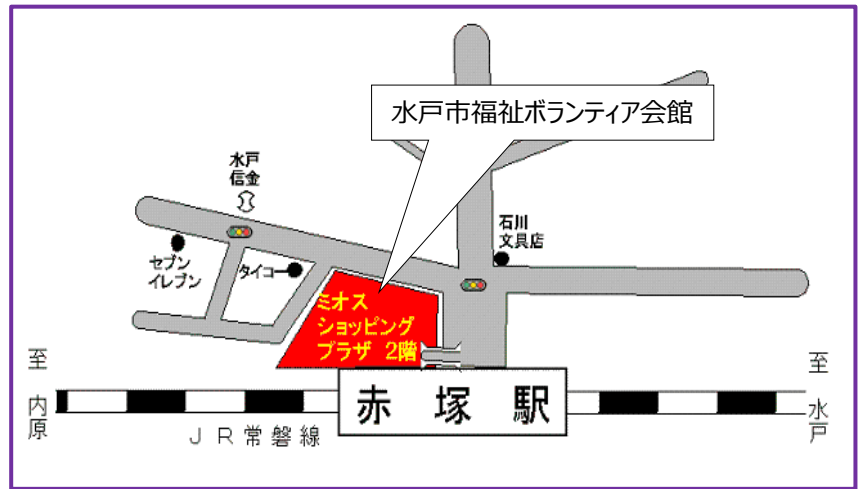 水戸市福祉ボランティア会館
水戸
信金
石川
文具店
セブン
イレブン
タイコー
ミオス
ショッピング
プラザ 2階
至
内
原
至
水
戸
赤塚駅
JR常磐線